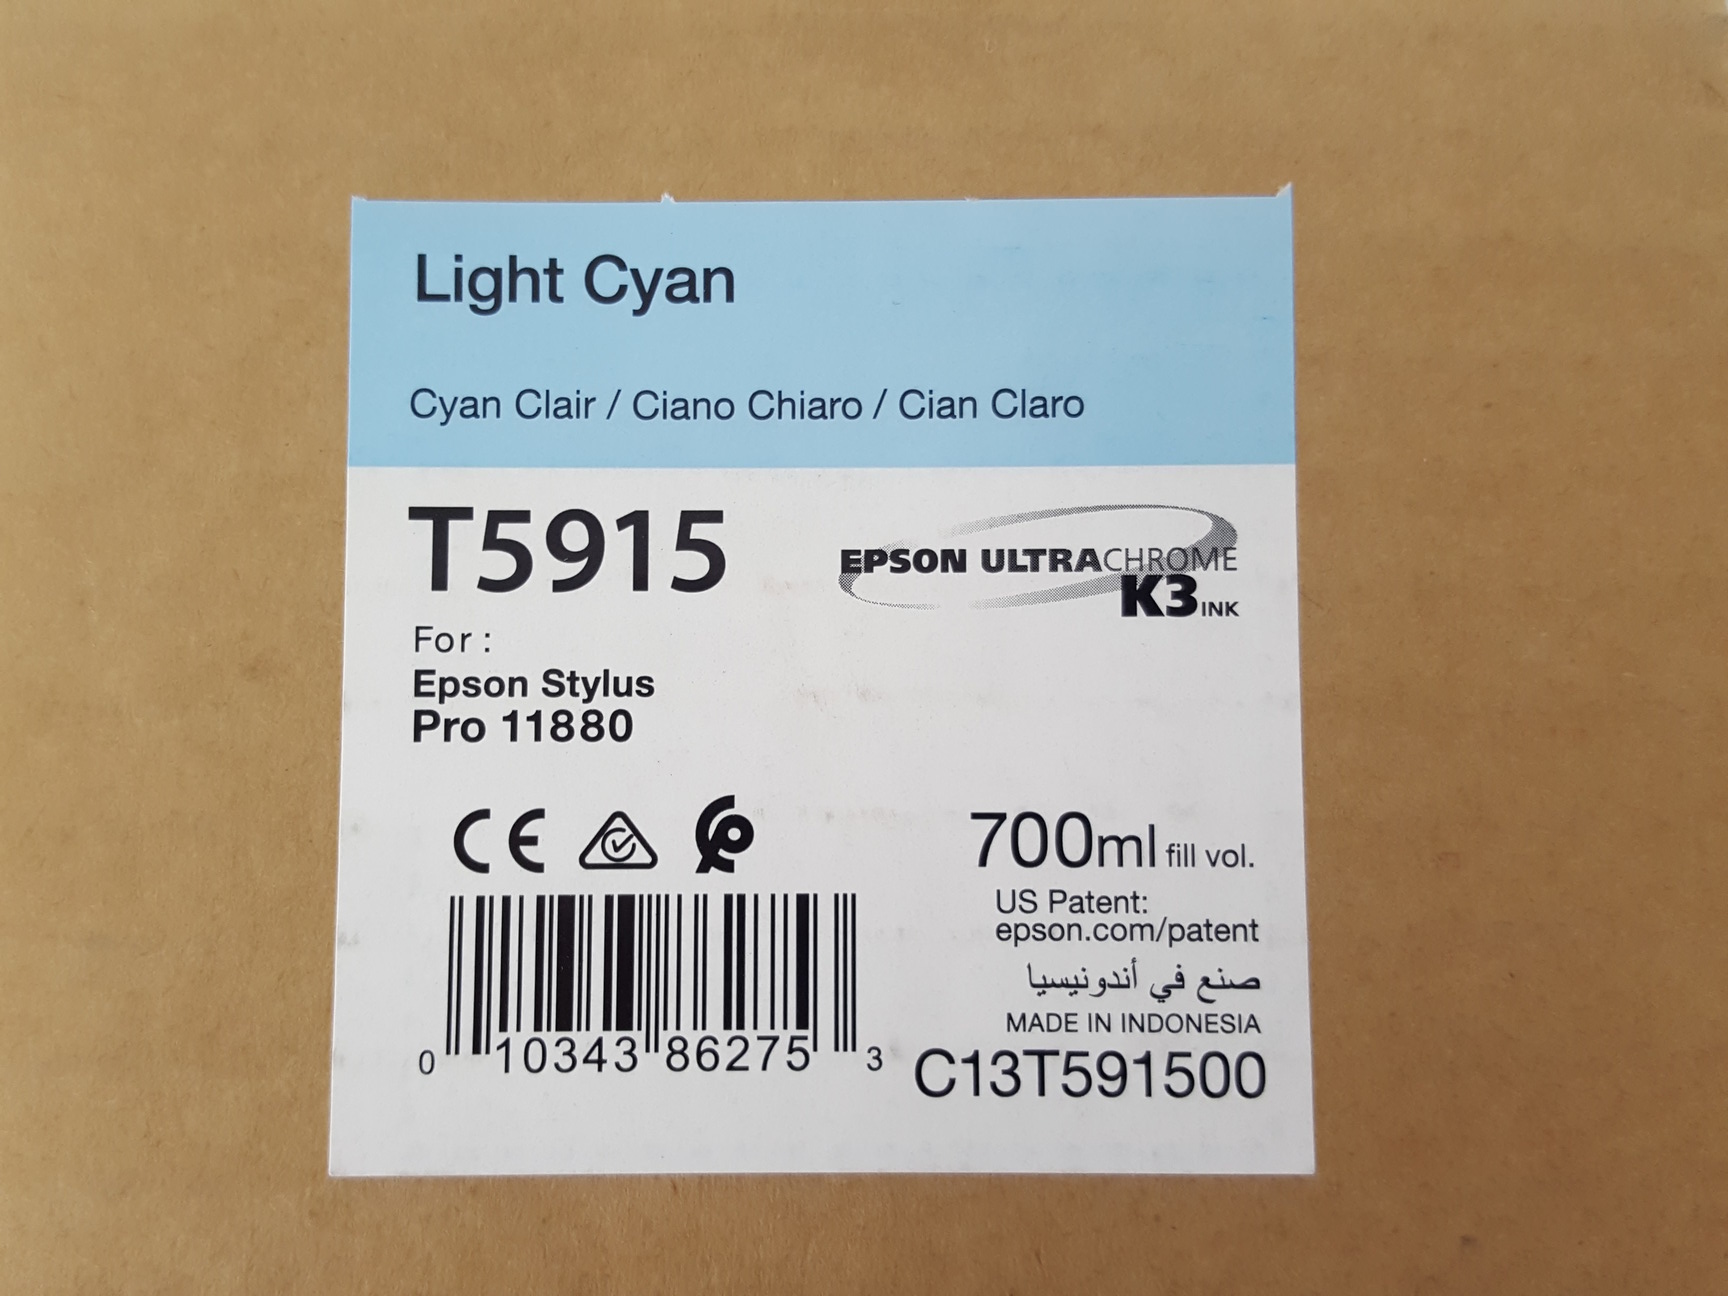 Light Cyan
Cyan Clair / Ciano Chiaro / Cian Claro
T5915
EPSON ULTRACHROME
K3 INK
For :
Epson Stylus
Pro 11880
CE
700ml fill vol.
US Patent:
epson.com/patent
صنع في أندونيسيا
MADE IN INDONESIA
0 10343 86275 3
C13T591500